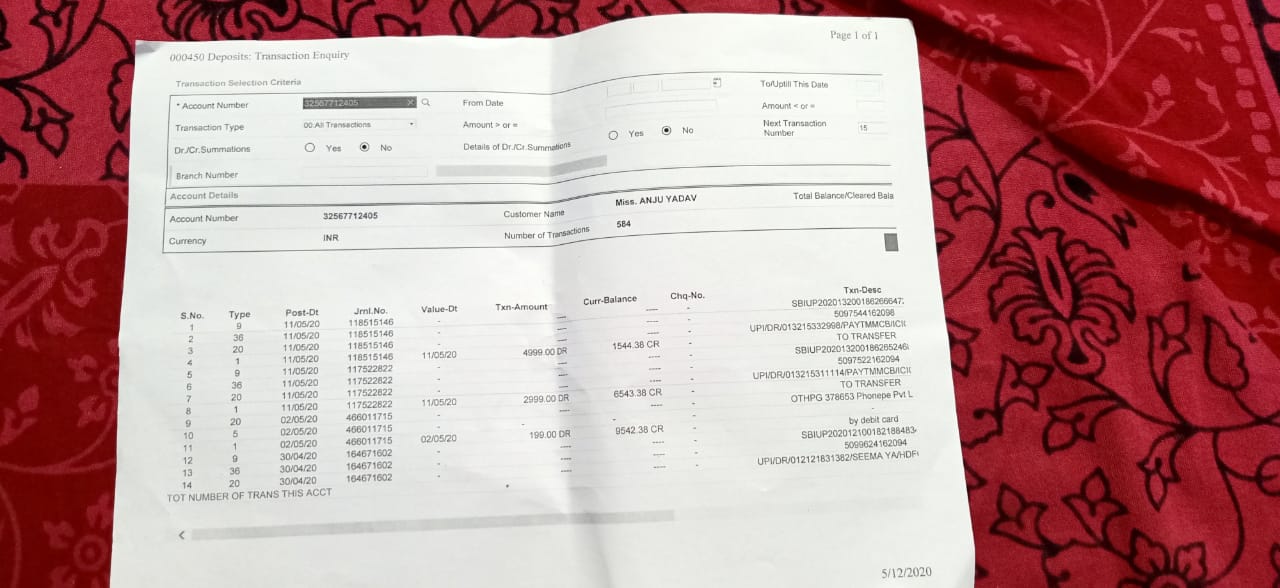 Page 1 of 1
000450 Deposits: Transaction Enquiry
Transaction Selection Criteria
* Account Number 32567712405 From Date To/Uptill This Date
Transaction Type 00:All Transactions Amount > or = Amount < or =
Dr./Cr.Summations Yes No Details of Dr./Cr.Summations Yes No Next Transaction Number 15
Branch Number
Account Details
Account Number 32567712405 Customer Name Miss. ANJU YADAV Total Balance/Cleared Bala
Currency INR Number of Transactions 584
S.No. Type Post-Dt Jrnl.No. Value-Dt Txn-Amount Curr-Balance Chq-No. Txn-Desc
1 9 11/05/20 118515146 - ---- ---- - SBIUP202013200186266647
2 36 11/05/20 118515146 - ---- ---- - 5097544162098
3 20 11/05/20 118515146 - ---- ---- - UPI/DR/013215332998/PAYTMMCB/ICI
4 1 11/05/20 118515146 11/05/20 4999.00 DR 1544.38 CR - TO TRANSFER
5 9 11/05/20 117522822 - ---- ---- - SBIUP202013200186265246
6 36 11/05/20 117522822 - ---- ---- - 5097522162094
7 20 11/05/20 117522822 - ---- ---- - UPI/DR/013215311114/PAYTMMCB/ICI
8 1 11/05/20 117522822 11/05/20 2999.00 DR 6543.38 CR - TO TRANSFER
9 20 02/05/20 466011715 - ---- ---- - OTHPG 378653 Phonepe Pvt L
10 5 02/05/20 466011715 - - - - -
11 1 02/05/20 466011715 02/05/20 199.00 DR 9542.38 CR - by debit card
12 9 30/04/20 164671602 - ---- ---- - SBIUP202012100182188483
13 36 30/04/20 164671602 - ---- ---- - 5099624162094
14 20 30/04/20 164671602 - ---- ---- - UPI/DR/012121831382/SEEMA YA/HDF
TOT NUMBER OF TRANS THIS ACCT
5/12/2020